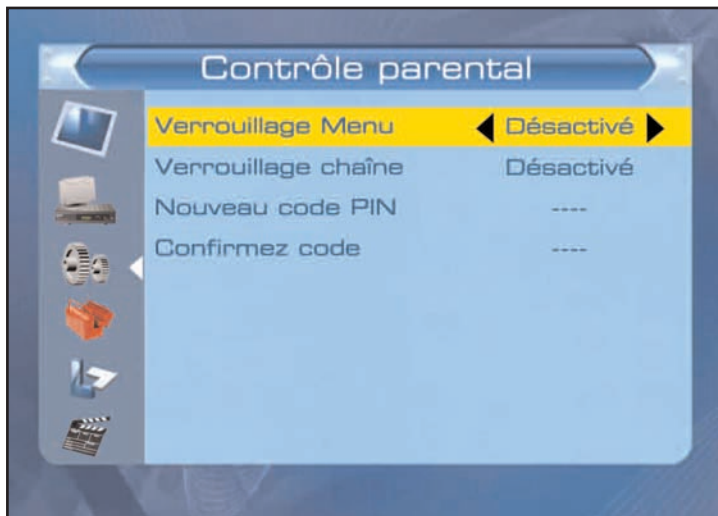 Contrôle parental
Verrouillage Menu Désactivé
Verrouillage chaîne Désactivé
Nouveau code PIN ----
Confirmez code ----